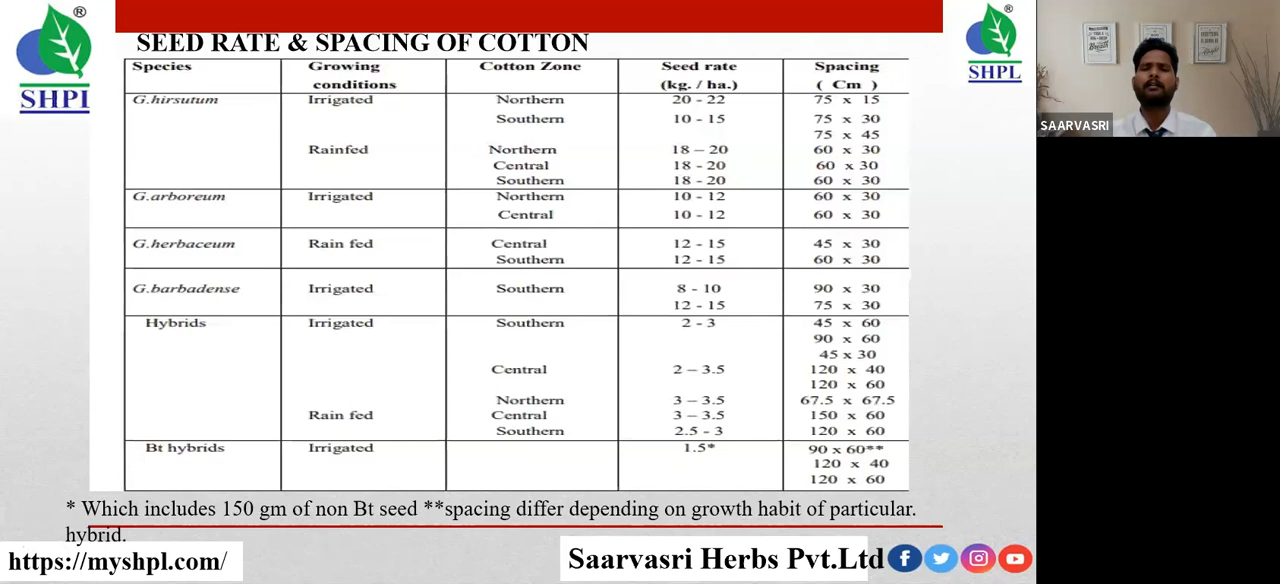 SHPL
SEED RATE & SPACING OF COTTON
SHPL
Species Growing conditions Cotton Zone Seed rate (kg. / ha.) Spacing ( Cm )
G.hirsutum Irrigated Northern 20 - 22 75 x 15
Southern 10 - 15 75 x 30
75 x 45
Rainfed Northern 18 – 20 60 x 30
Central 18 - 20 60 x 30
Southern 18 - 20 60 x 30
G.arboreum Irrigated Northern 10 - 12 60 x 30
Central 10 - 12 60 x 30
G.herbaceum Rain fed Central 12 - 15 45 x 30
Southern 12 - 15 60 x 30
G.barbadense Irrigated Southern 8 - 10 90 x 30
12 - 15 75 x 30
Hybrids Irrigated Southern 2 - 3 45 x 60
90 x 60
45 x 30
Central 2 – 3.5 120 x 40
120 x 60
Northern 3 – 3.5 67.5 x 67.5
Rain fed Central 3 – 3.5 150 x 60
Southern 2.5 - 3 120 x 60
Bt hybrids Irrigated 1.5* 90 x 60**
120 x 40
120 x 60
* Which includes 150 gm of non Bt seed **spacing differ depending on growth habit of particular.
hybrid.
https://myshpl.com/
Saarvasri Herbs Pvt.Ltd
SAARVASRI